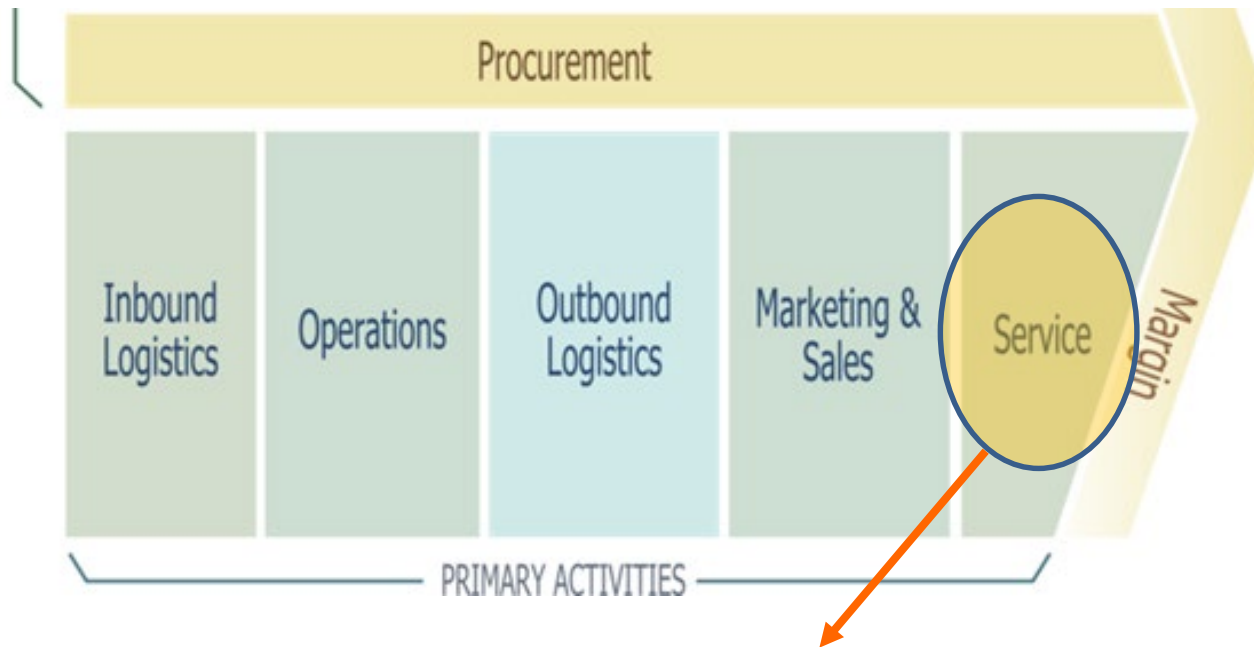 Procurement
Inbound
Logistics
Operations
Outbound
Logistics
Marketing &
Sales
Service
Margin
PRIMARY ACTIVITIES